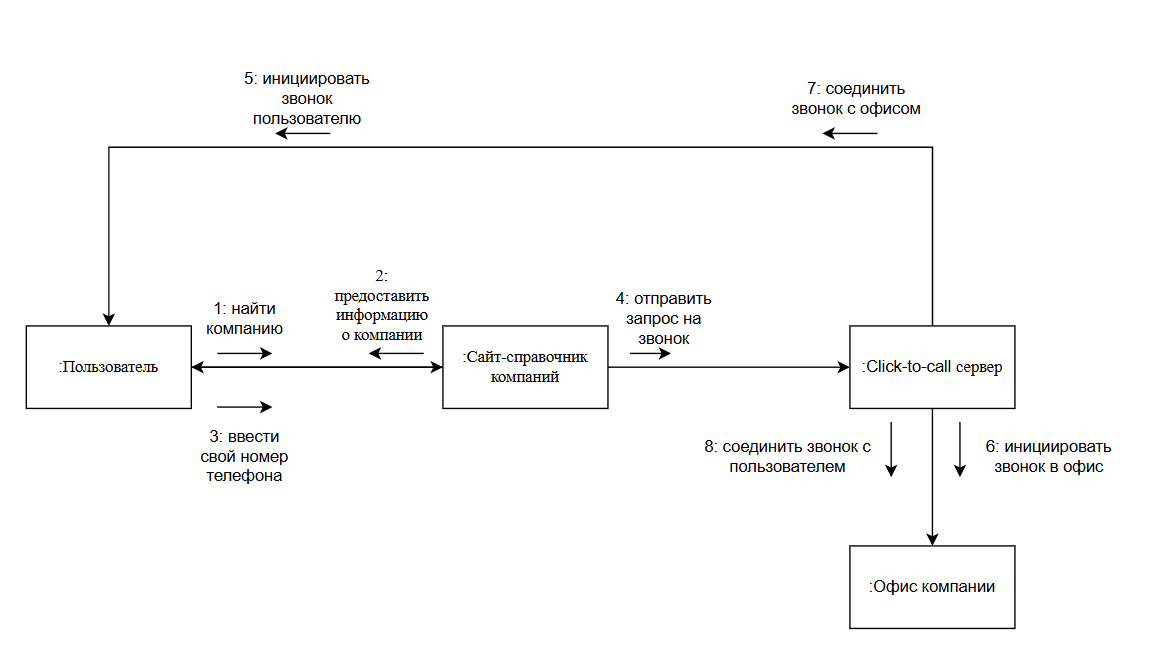 5: инициировать
звонок
пользователю
7: соединить
звонок с офисом
1: найти
компанию
2:
предоставить
информацию
о компании
4: отправить
запрос на
звонок
:Пользователь
:Сайт-справочник
компаний
:Click-to-call сервер
3: ввести
свой номер
телефона
8: соединить звонок с
пользователем
6: инициировать
звонок в офис
:Офис компании